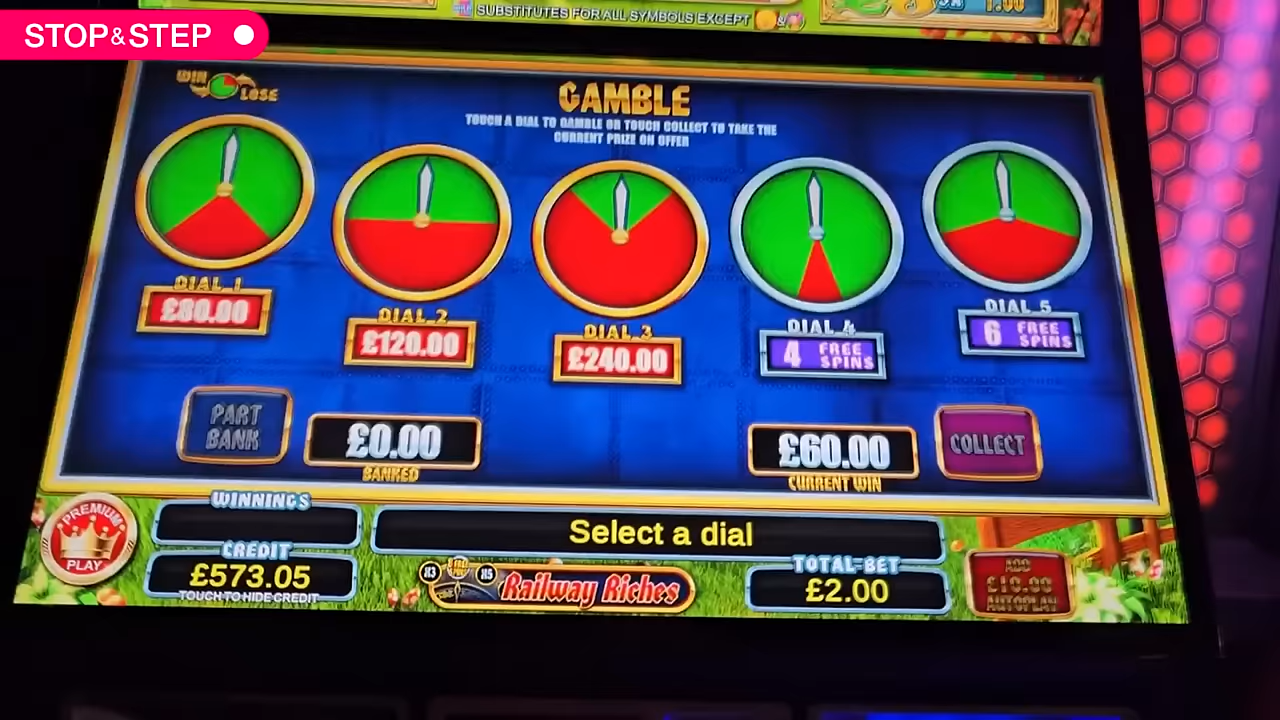 STOP&STEP
SUBSTITUTES FOR ALL SYMBOLS EXCEPT
1.00
WIN
LOSE
GAMBLE
TOUCH A DIAL TO GAMBLE OR TOUCH COLLECT TO TAKE THE
CURRENT PRIZE ON OFFER
DIAL 1
£80.00
DIAL 2
£120.00
DIAL 3
£240.00
DIAL 4
4 FREE
SPINS
DIAL 5
6 FREE
SPINS
PART
BANK
£0.00
BANKED
£60.00
CURRENT WIN
COLLECT
PREMIUM
PLAY
WINNINGS
CREDIT
£573.05
TOUCH TO HIDE CREDIT
Select a dial
Railway Riches
TOTAL BET
£2.00
ADD
£10.00
AUTOPLAY